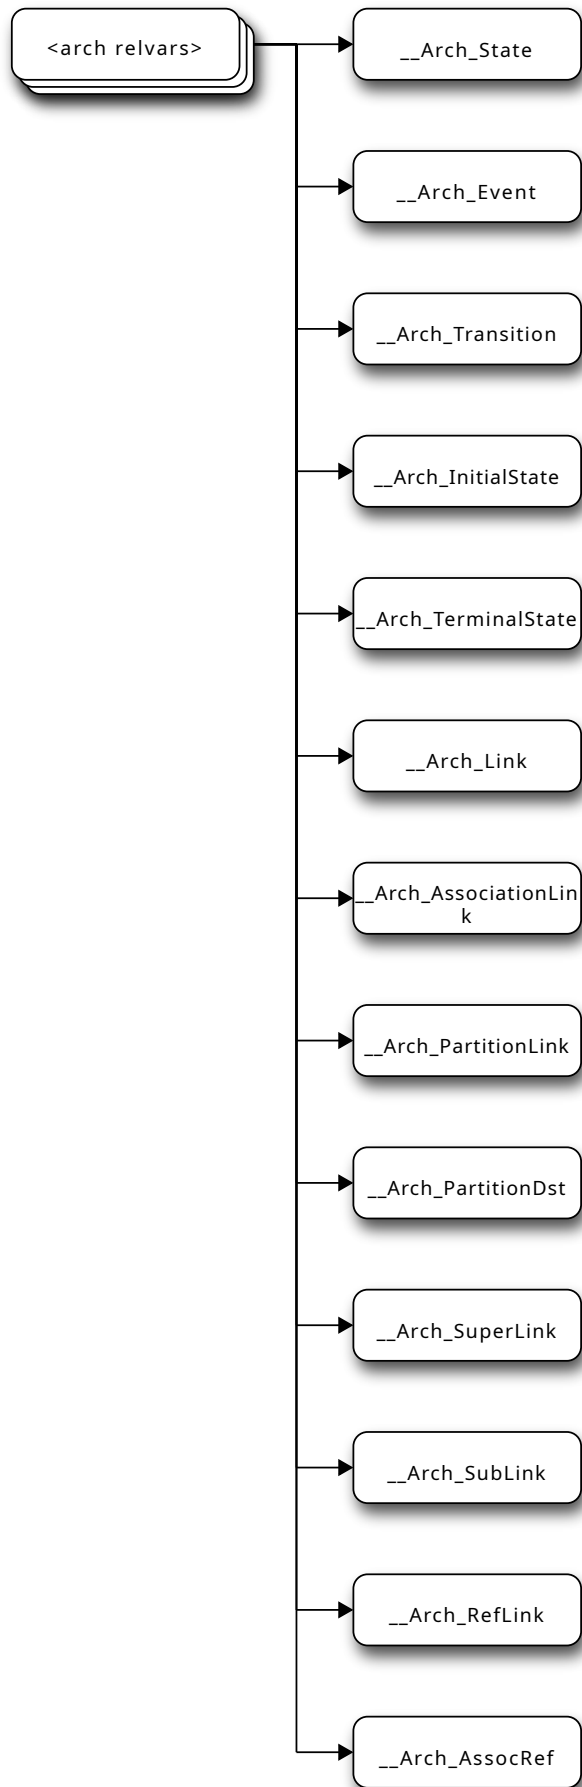 <arch relvars>
__Arch_State
__Arch_Event
__Arch_Transition
__Arch_InitialState
__Arch_TerminalState
__Arch_Link
__Arch_AssociationLin
k
__Arch_PartitionLink
__Arch_PartitionDst
__Arch_SuperLink
__Arch_SubLink
__Arch_RefLink
__Arch_AssocRef